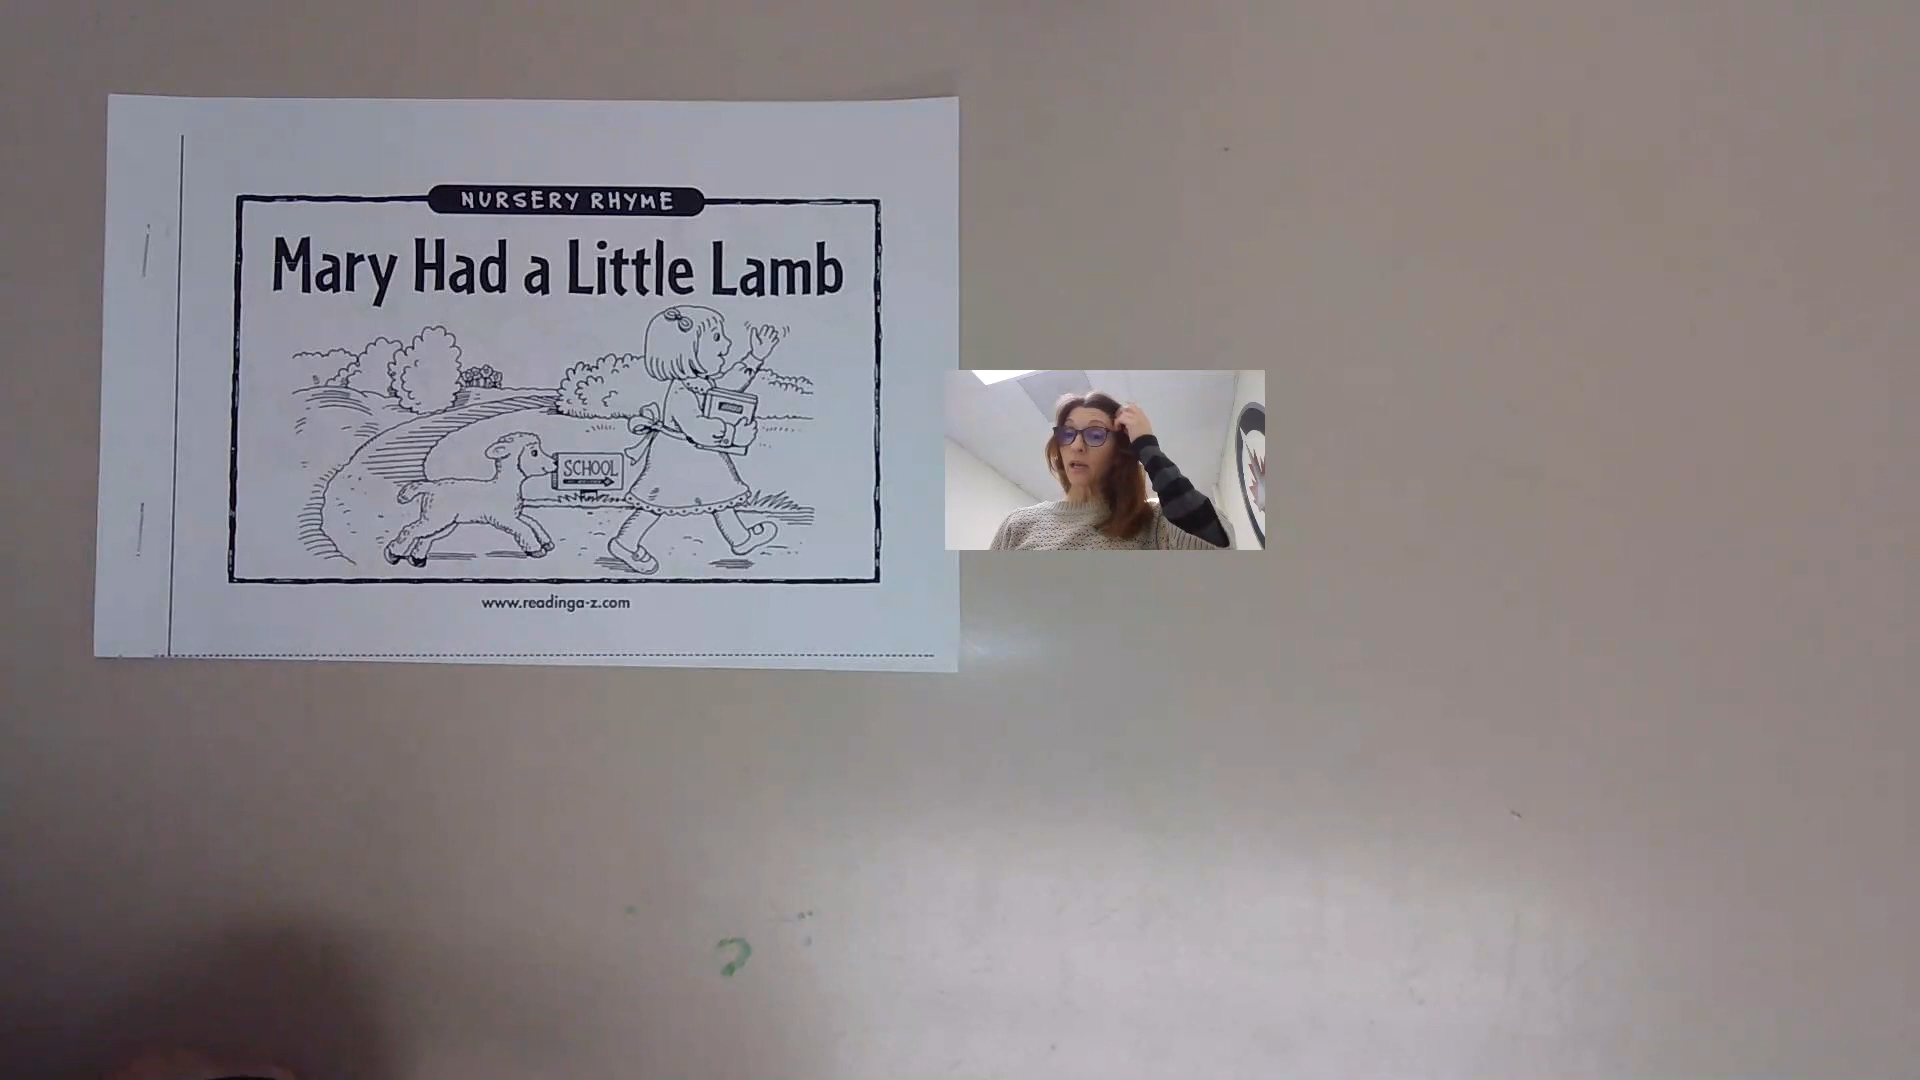 NURSERY RHYME
Mary Had a Little Lamb
SCHOOL
www.readinga-z.com